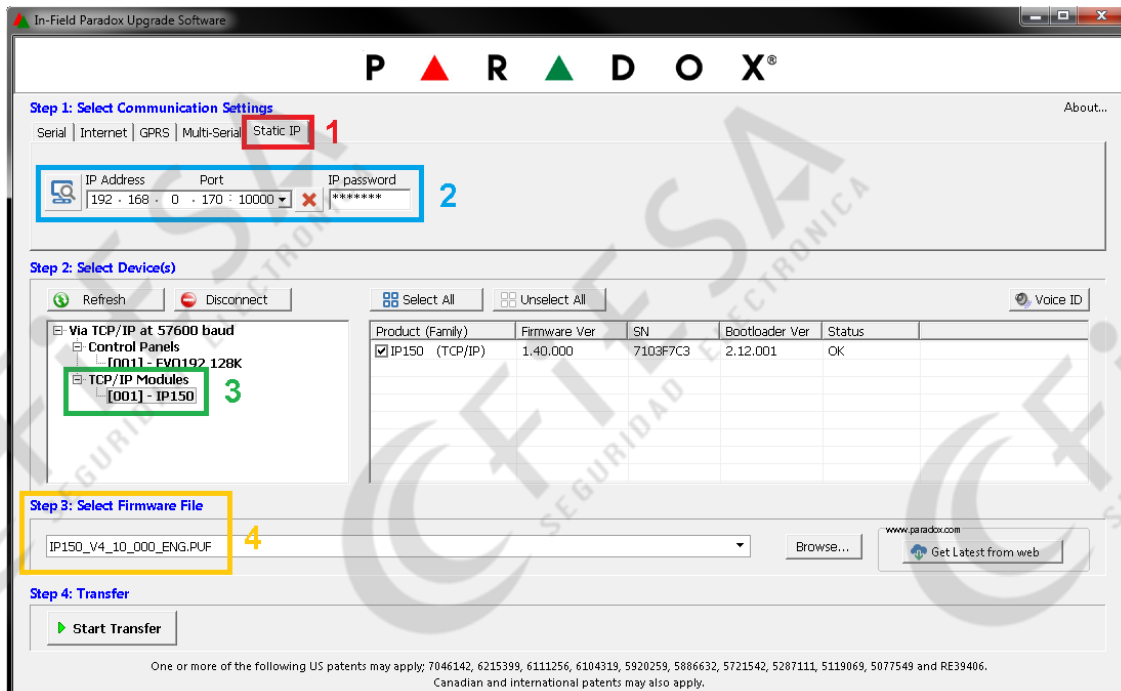 In-Field Paradox Upgrade Software
PARADOX®
Step 1: Select Communication Settings
About...
Serial Internet GPRS Multi-Serial Static IP 1
IP Address Port IP password
192 . 168 . 0 . 170 : 10000 ******* 2
Step 2: Select Device(s)
Refresh Disconnect Select All Unselect All Voice ID
Via TCP/IP at 57600 baud
Control Panels
[001] - EVO192 128K
TCP/IP Modules
[001] - IP150
3
Product (Family) Firmware Ver SN Bootloader Ver Status
IP150 (TCP/IP) 1.40.000 7103F7C3 2.12.001 OK
Step 3: Select Firmware File
IP150_V4_10_000_ENG.PUF 4
Browse...
www.paradox.com
Get Latest from web
Step 4: Transfer
Start Transfer
One or more of the following US patents may apply; 7046142, 6215399, 6111256, 6104319, 5920259, 5886632, 5721542, 5287111, 5119069, 5077549 and RE39406.
Canadian and international patents may also apply.
CFIESA
SEGURIDAD ELECTRONICA